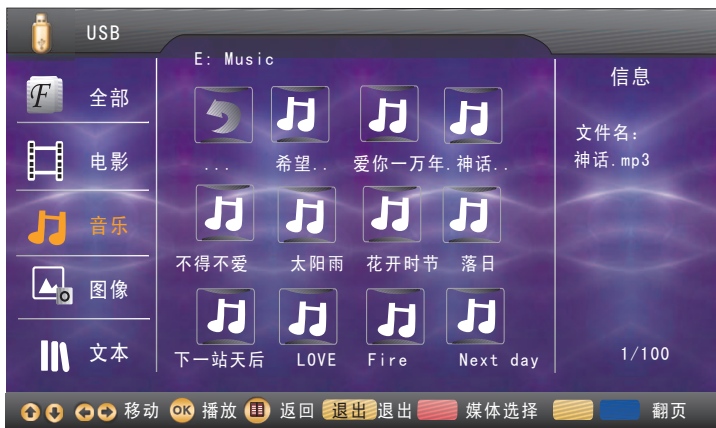 USB
E: Music
信息
F 全部
文件名：
神话.mp3
... 希望.. 爱你一万年. 神话..
电影
音乐
不得不爱 太阳雨 花开时节 落日
图像
文本
下一站天后 LOVE Fire Next day
1/100
移动 OK 播放 返回 退出 退出 媒体选择 翻页